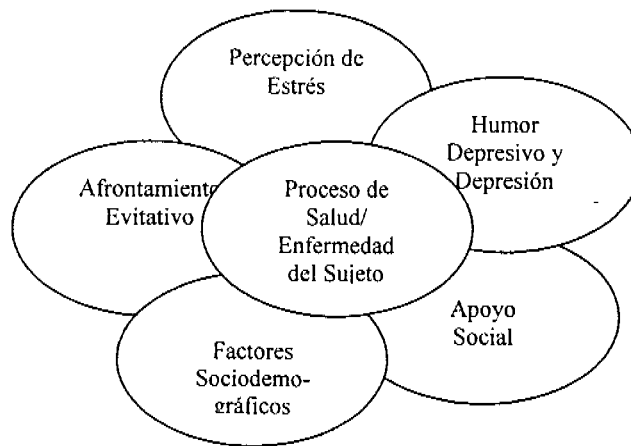 Percepción de
Estrés
Humor
Depresivo y
Depresión
Afrontamiento
Evitativo
Proceso de
Salud/
Enfermedad
del Sujeto
Apoyo
Social
Factores
Sociodemo-
gráficos